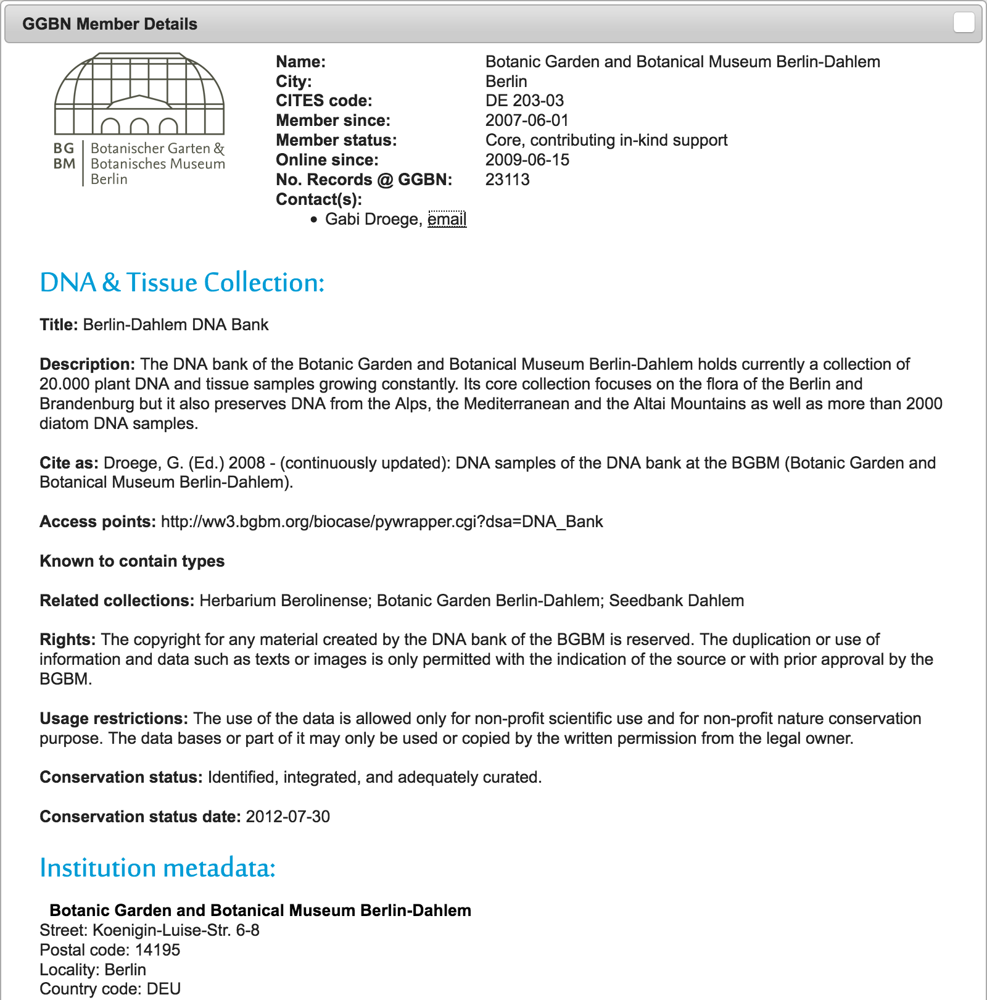 GGBN Member Details
BG
BM
Botanischer Garten &
Botanisches Museum
Berlin
Name: Botanic Garden and Botanical Museum Berlin-Dahlem
City: Berlin
CITES code: DE 203-03
Member since: 2007-06-01
Member status: Core, contributing in-kind support
Online since: 2009-06-15
No. Records @ GGBN: 23113
Contact(s):
• Gabi Droege, email
DNA & Tissue Collection:
Title: Berlin-Dahlem DNA Bank
Description: The DNA bank of the Botanic Garden and Botanical Museum Berlin-Dahlem holds currently a collection of
20.000 plant DNA and tissue samples growing constantly. Its core collection focuses on the flora of the Berlin and
Brandenburg but it also preserves DNA from the Alps, the Mediterranean and the Altai Mountains as well as more than 2000
diatom DNA samples.
Cite as: Droege, G. (Ed.) 2008 - (continuously updated): DNA samples of the DNA bank at the BGBM (Botanic Garden and
Botanical Museum Berlin-Dahlem).
Access points: http://ww3.bgbm.org/biocase/pywrapper.cgi?dsa=DNA_Bank
Known to contain types
Related collections: Herbarium Berolinense; Botanic Garden Berlin-Dahlem; Seedbank Dahlem
Rights: The copyright for any material created by the DNA bank of the BGBM is reserved. The duplication or use of
information and data such as texts or images is only permitted with the indication of the source or with prior approval by the
BGBM.
Usage restrictions: The use of the data is allowed only for non-profit scientific use and for non-profit nature conservation
purpose. The data bases or part of it may only be used or copied by the written permission from the legal owner.
Conservation status: Identified, integrated, and adequately curated.
Conservation status date: 2012-07-30
Institution metadata:
Botanic Garden and Botanical Museum Berlin-Dahlem
Street: Koenigin-Luise-Str. 6-8
Postal code: 14195
Locality: Berlin
Country code: DEU